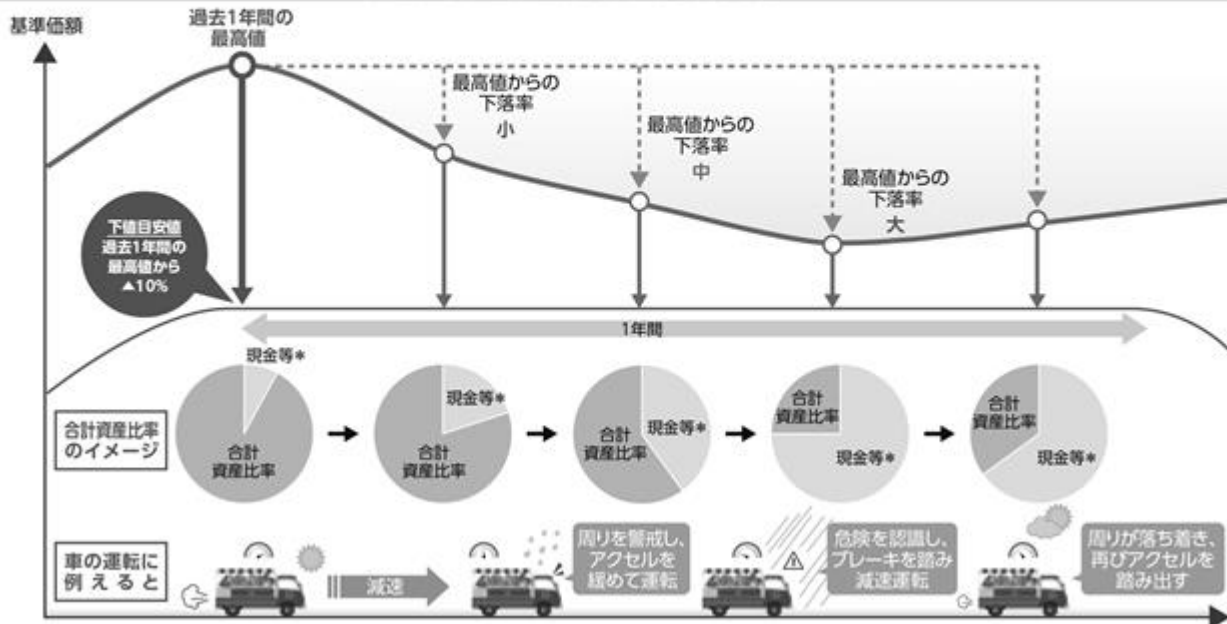 基準価額
過去1年間の
最高値
最高値からの
下落率
小
最高値からの
下落率
中
最高値からの
下落率
大
下値目安値
過去1年間の
最高値から
▲10%
1年間
合計資産比率
のイメージ
現金等*
合計
資産比率
現金等*
合計
資産比率
合計
資産比率
現金等*
合計
資産比率
現金等*
合計
資産比率
現金等*
車の運転に
例えると
減速
周りを警戒し、
アクセルを
緩めて運転
危険を認識し、
ブレーキを踏み
減速運転
周りが落ち着き、
再びアクセルを
踏み出す